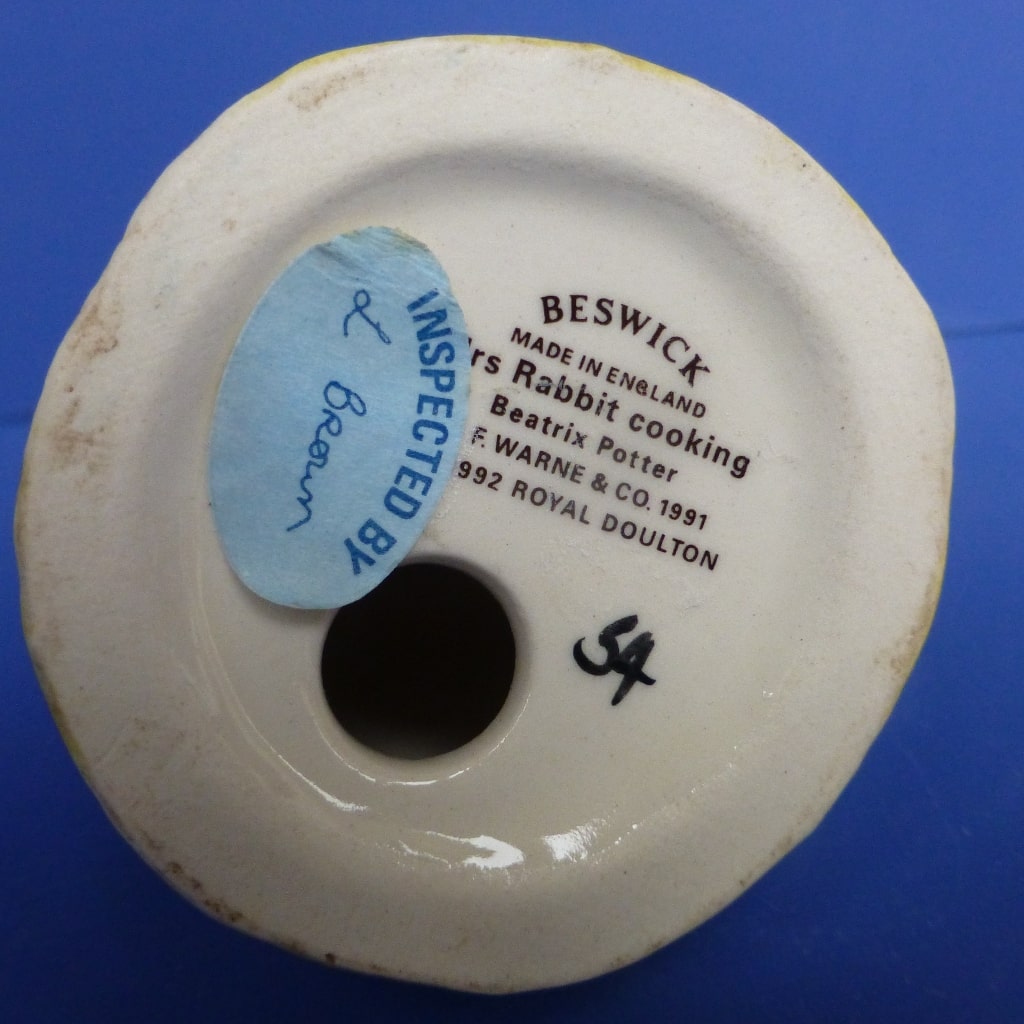 BESWICK
MADE IN ENGLAND
rs Rabbit cooking
Beatrix Potter
F. WARNE & CO. 1991
992 ROYAL DOULTON
INSPECTED BY
L Brown
54